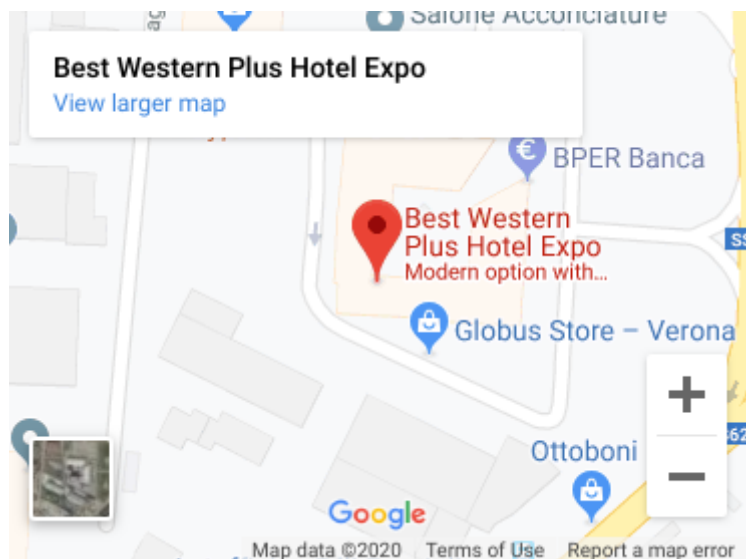 Salone Acconciature
Best Western Plus Hotel Expo
View larger map
BPER Banca
Best Western
Plus Hotel Expo
Modern option with...
Globus Store – Verona
Ottoboni
Google
Map data ©2020 Terms of Use Report a map error